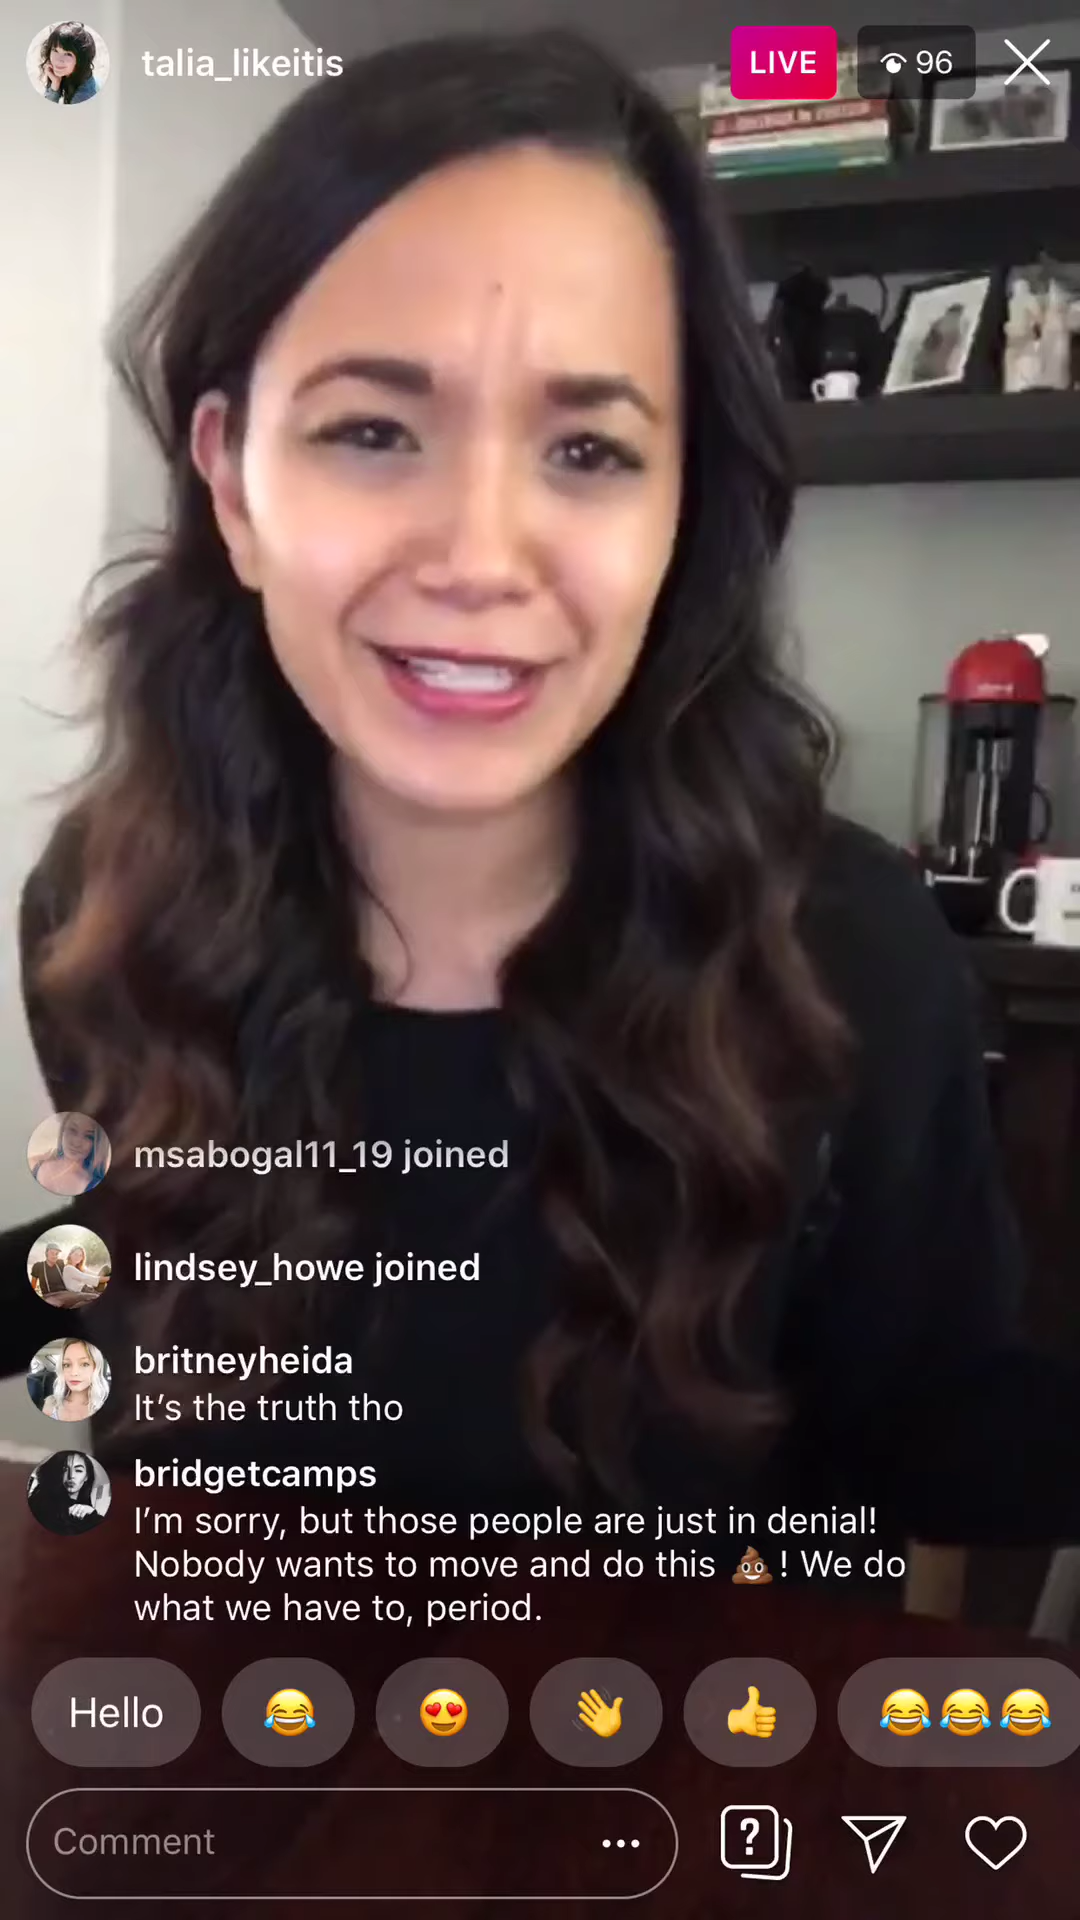 talia_likeitis
LIVE
96
msabogal11_19 joined
lindsey_howe joined
britneyheida
It’s the truth tho
bridgetcamps
I’m sorry, but those people are just in denial!
Nobody wants to move and do this 💩! We do
what we have to, period.
Hello 😂 😍 👋 👍 😂😂😂
Comment
?